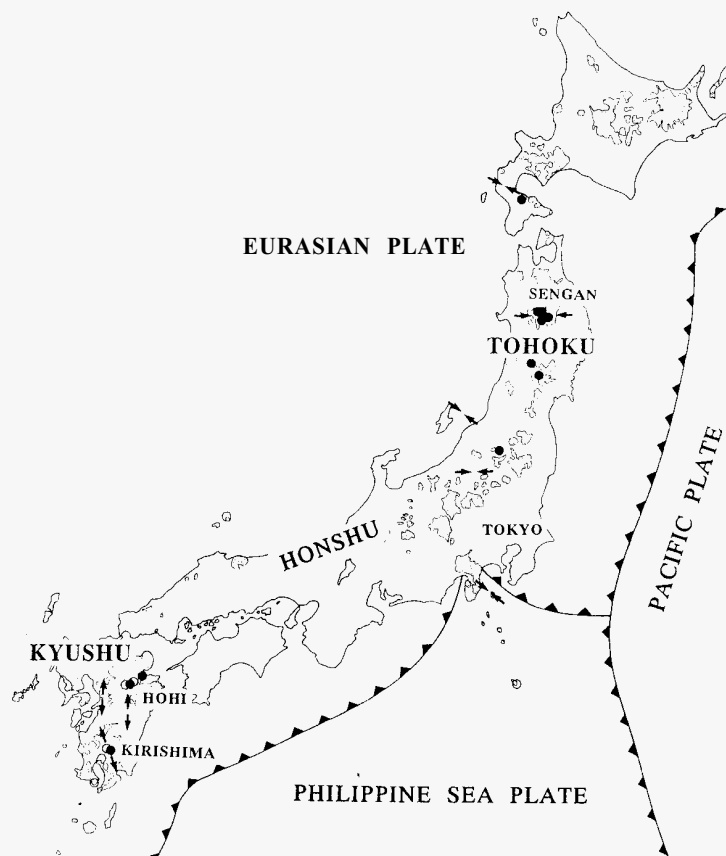 EURASIAN PLATE
SENGAN
TOHOKU
PACIFIC PLATE
TOKYO
HONSHU
KYUSHU
HOHI
KIRISHIMA
PHILIPPINE SEA PLATE